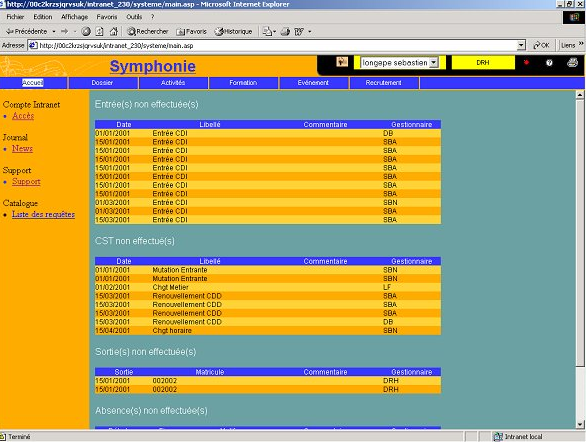 http://00c2krzsjqrvsuk/intranet_230/systeme/main.asp - Microsoft Internet Explorer
Fichier Edition Affichage Favoris Outils ?
Précédente Rechercher Favoris Historique
Adresse http://00c2krzsjqrvsuk/intranet_230/systeme/main.asp OK Liens »
Symphonie longepe sebastien DRH
Accueil Dossier Activités Formation Evénement Recrutement
Compte Intranet
Accès
Journal
News
Support
Support
Catalogue
Liste des requêtes
Entrée(s) non effectuée(s)
Date Libellé Commentaire Gestionnaire
01/01/2001 Entrée CDI DB
15/01/2001 Entrée CDI SBA
15/01/2001 Entrée CDI SBA
15/01/2001 Entrée CDI SBA
15/01/2001 Entrée CDI SBA
15/01/2001 Entrée CDI SBA
15/01/2001 Entrée CDI SBA
15/01/2001 Entrée CDI SBA
01/03/2001 Entrée CDI SBN
01/03/2001 Entrée CDI SBA
15/03/2001 Entrée CDI SBA
CST non effectué(s)
Date Libellé Commentaire Gestionnaire
01/01/2001 Mutation Entrante SBN
01/01/2001 Mutation Entrante SBN
01/02/2001 Chgt Metier LF
15/03/2001 Renouvellement CDD SBA
15/03/2001 Renouvellement CDD SBA
15/03/2001 Renouvellement CDD SBA
15/03/2001 Renouvellement CDD DB
15/04/2001 Chgt horaire SBN
Sortie(s) non effectuée(s)
Sortie Matricule Commentaire Gestionnaire
15/01/2001 002002 DRH
15/01/2001 002002 DRH
Absence(s) non effectuée(s)
Terminé Intranet local